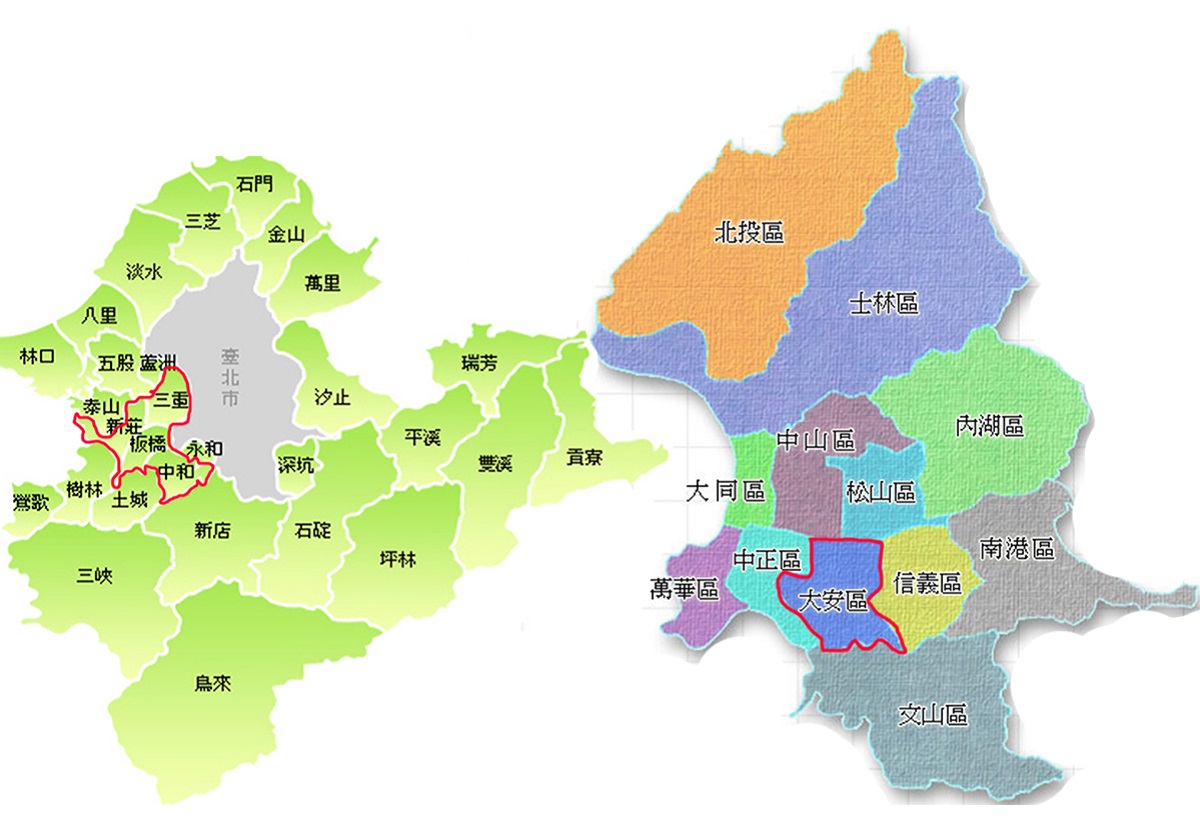 石門
三芝
金山
淡水
萬里
八里
林口
五股
蘆洲
瑞芳
臺北市
汐止
三重
泰山
新莊
板橋
永和
平溪
雙溪
貢寮
深坑
中和
樹林
土城
鶯歌
新店
石碇
坪林
三峽
烏來
北投區
士林區
內湖區
中山區
大同區
松山區
南港區
中正區
信義區
萬華區
大安區
文山區